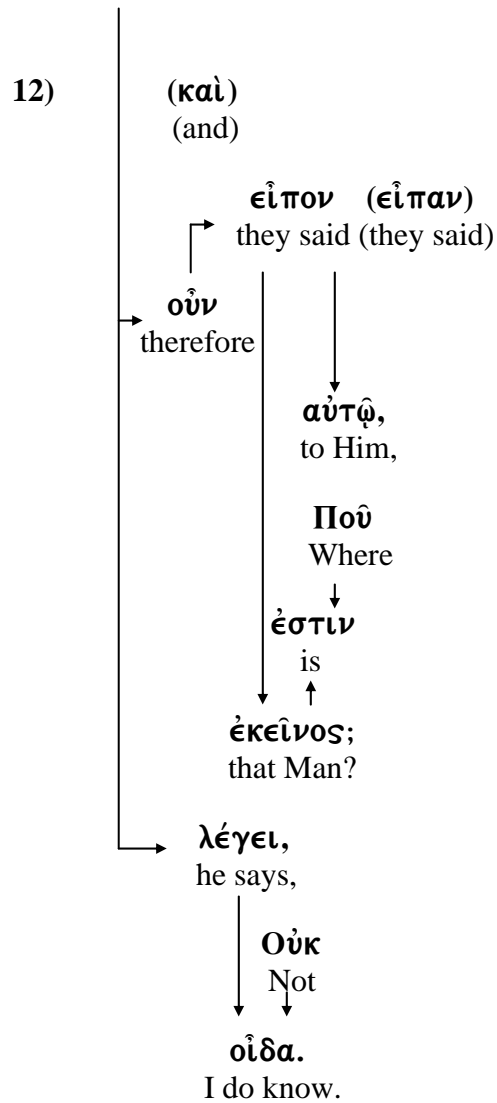 12) (καὶ)
(and)
εἶπον (εἶπαν)
they said (they said)
οὖν
therefore
αὐτῷ,
to Him,
Ποῦ
Where
ἐστιν
is
ἐκεῖνος;
that Man?
λέγει,
he says,
Οὐκ
Not
οἶδα.
I do know.